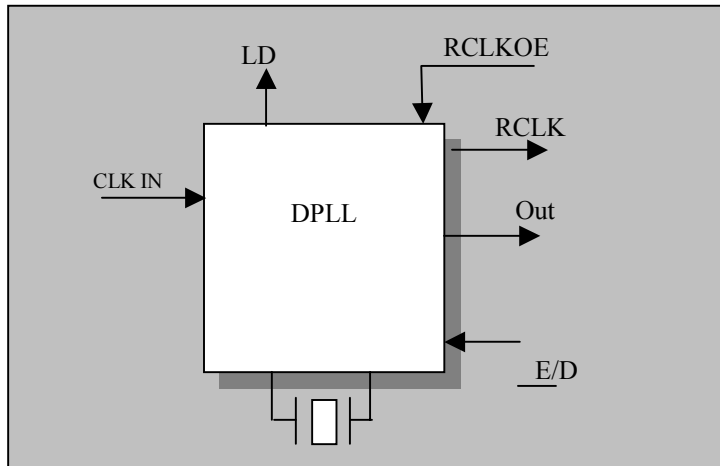 LD
RCLKOE
RCLK
CLK IN
DPLL
Out
E/D